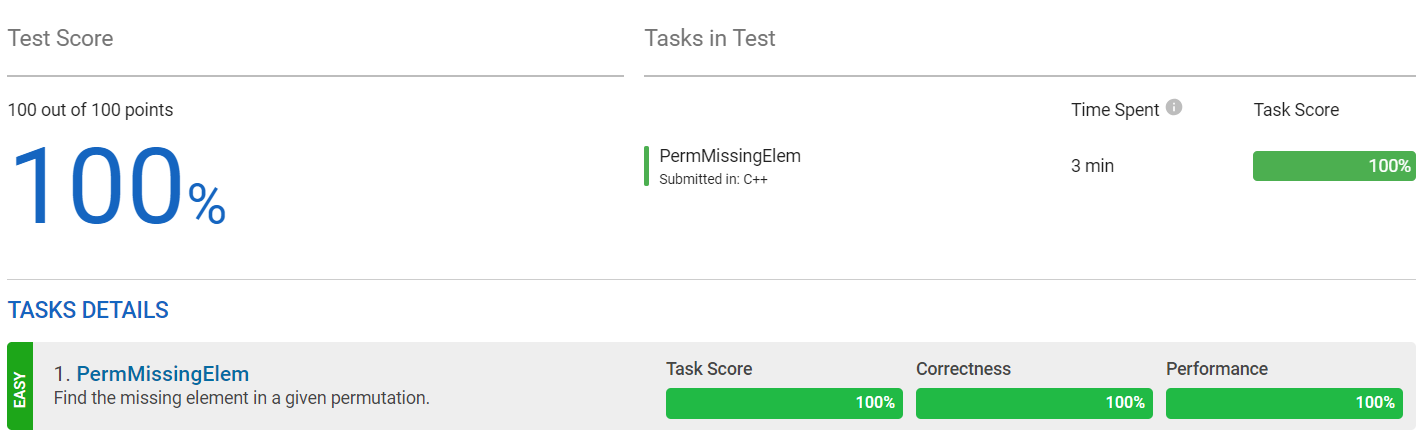 Test Score
Tasks in Test
100 out of 100 points
100%
Time Spent
Task Score
PermMissingElem
Submitted in: C++
3 min
100%
TASKS DETAILS
EASY
1. PermMissingElem
Find the missing element in a given permutation.
Task Score
100%
Correctness
100%
Performance
100%